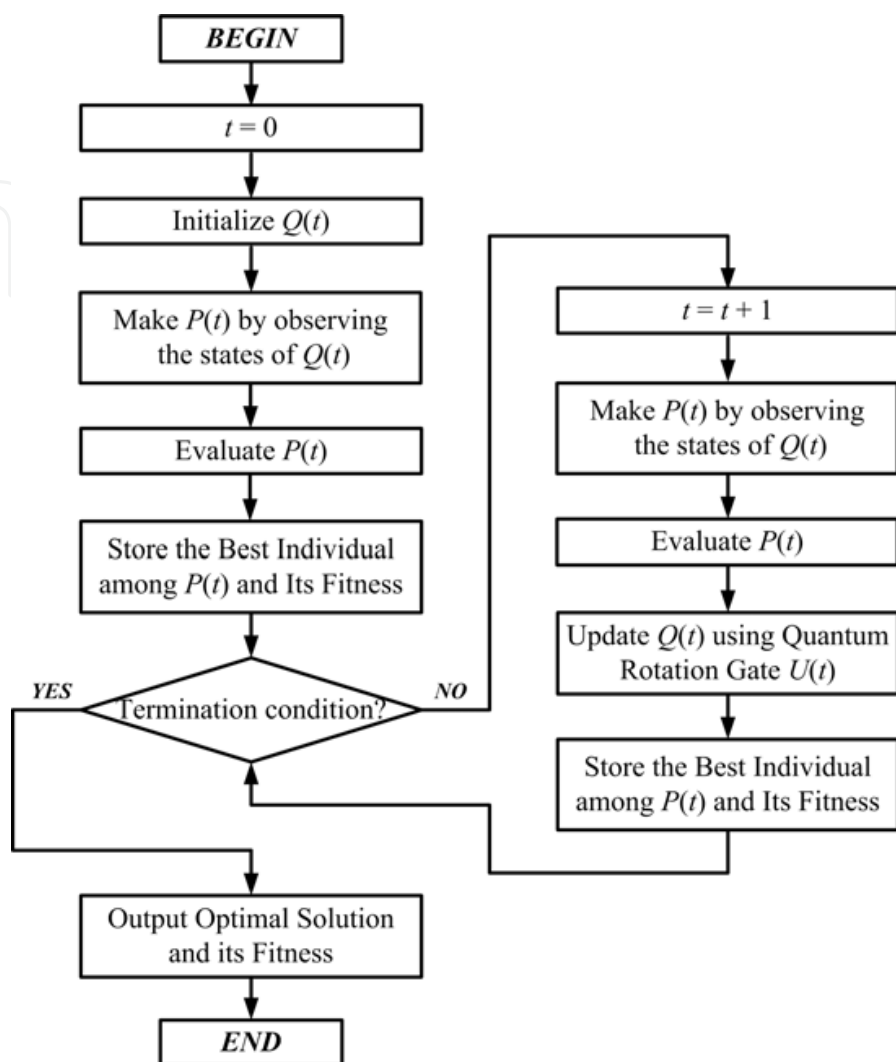 BEGIN
t = 0
Initialize Q(t)
Make P(t) by observing
the states of Q(t)
Evaluate P(t)
Store the Best Individual
among P(t) and Its Fitness
YES
Termination condition?
NO
t = t + 1
Make P(t) by observing
the states of Q(t)
Evaluate P(t)
Update Q(t) using Quantum
Rotation Gate U(t)
Store the Best Individual
among P(t) and Its Fitness
Output Optimal Solution
and its Fitness
END